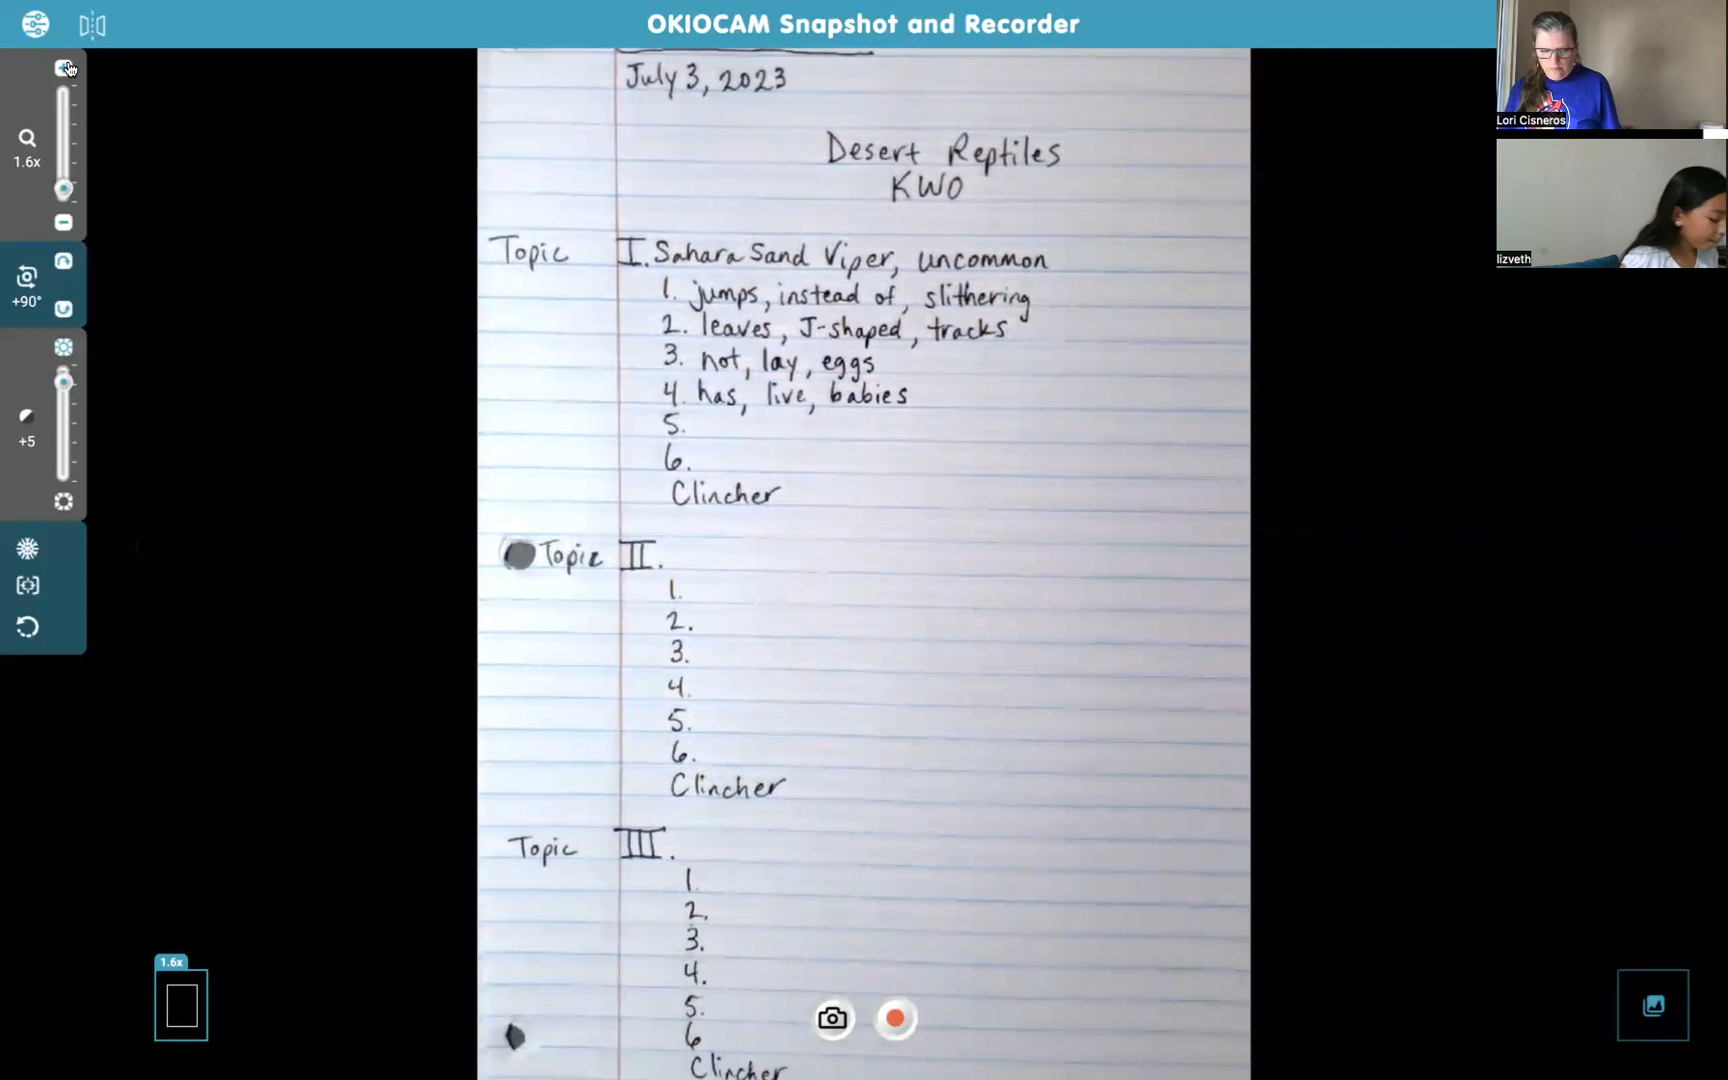 OKIOCAM Snapshot and Recorder
Lori Cisneros
lizveth
1.6x
+90°
+5
July 3, 2023
Desert Reptiles
KWO
Topic I. Sahara Sand Viper, uncommon
1. jumps, instead of, slithering
2. leaves, J-shaped, tracks
3. not, lay, eggs
4. has, live, babies
5.
6.
Clincher
Topic II.
1.
2.
3.
4.
5.
6.
Clincher
Topic III.
1.
2.
3.
4.
5.
6
Clincher
1.6x